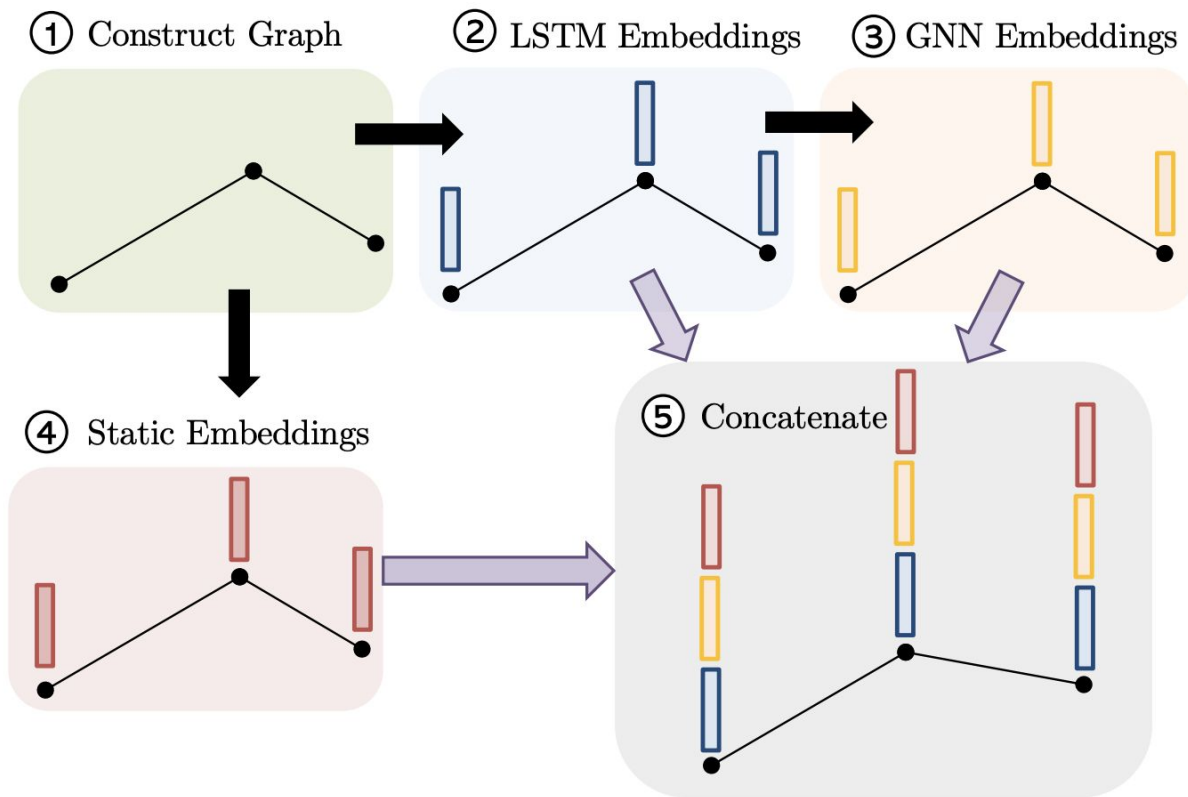 ① Construct Graph
② LSTM Embeddings
③ GNN Embeddings
④ Static Embeddings
⑤ Concatenate